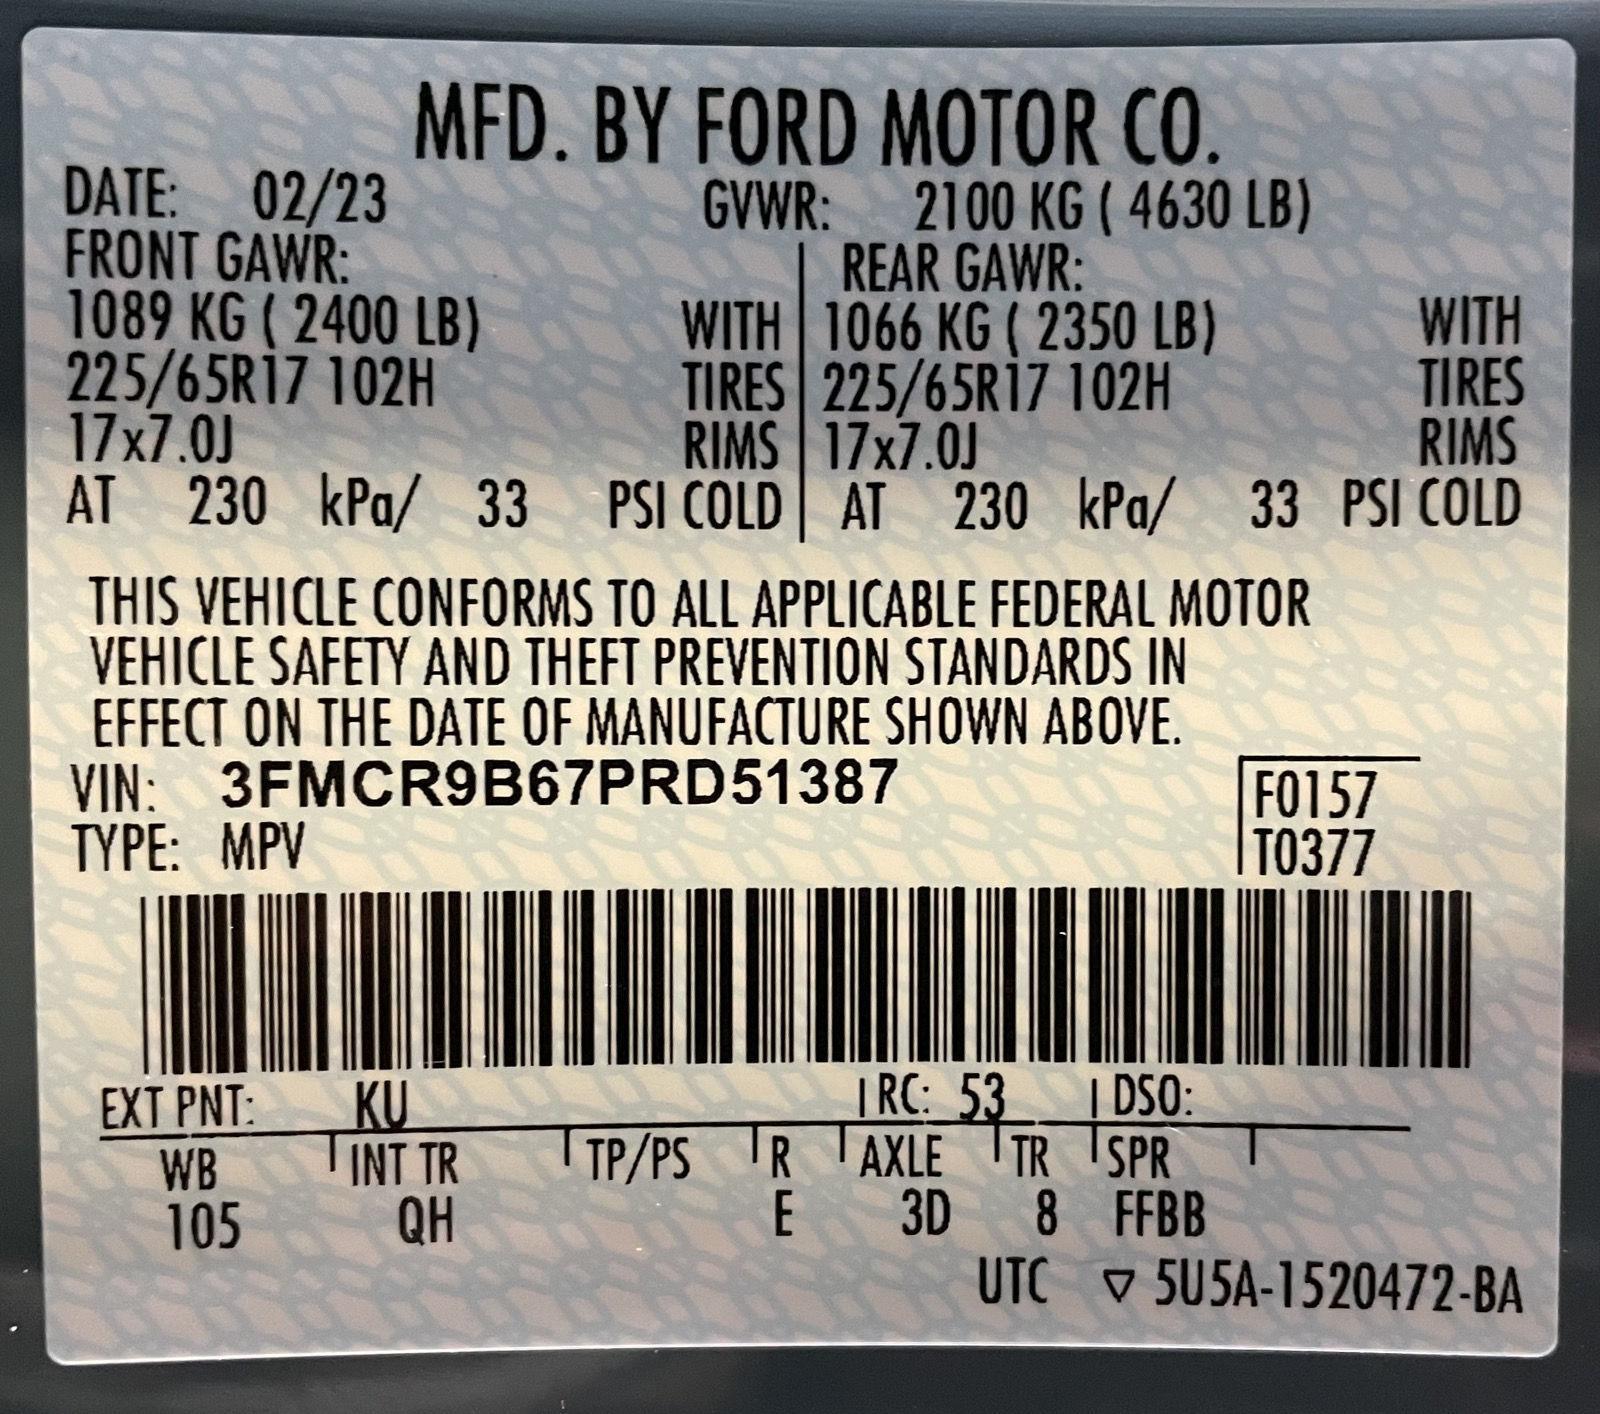 MFD. BY FORD MOTOR CO.
DATE: 02/23 GVWR: 2100 KG ( 4630 LB)
FRONT GAWR: REAR GAWR:
1089 KG ( 2400 LB) WITH 1066 KG ( 2350 LB) WITH
225/65R17 102H TIRES 225/65R17 102H TIRES
17x7.0J RIMS 17x7.0J RIMS
AT 230 kPa/ 33 PSI COLD AT 230 kPa/ 33 PSI COLD
THIS VEHICLE CONFORMS TO ALL APPLICABLE FEDERAL MOTOR
VEHICLE SAFETY AND THEFT PREVENTION STANDARDS IN
EFFECT ON THE DATE OF MANUFACTURE SHOWN ABOVE.
VIN: 3FMCR9B67PRD51387 F0157
TYPE: MPV T0377
EXT PNT: KU RC: 53 DSO:
WB INT TR TP/PS R AXLE TR SPR
105 QH E 3D 8 FFBB
UTC ▽ 5U5A-1520472-BA